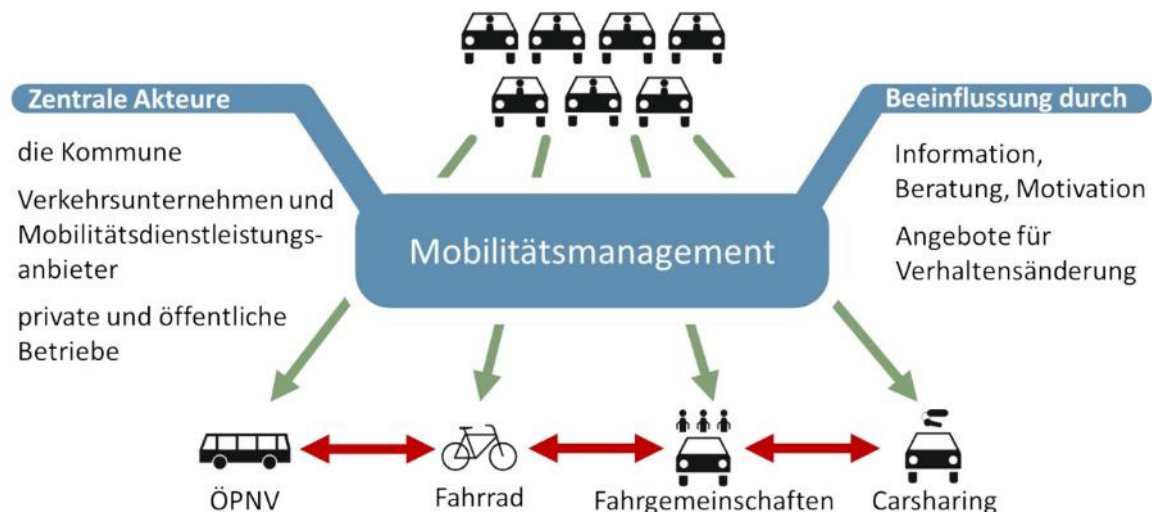 Zentrale Akteure
die Kommune
Verkehrsunternehmen und
Mobilitätsdienstleistungs-
anbieter
private und öffentliche
Betriebe
Mobilitätsmanagement
Beeinflussung durch
Information,
Beratung, Motivation
Angebote für
Verhaltensänderung
ÖPNV
Fahrrad
Fahrgemeinschaften
Carsharing